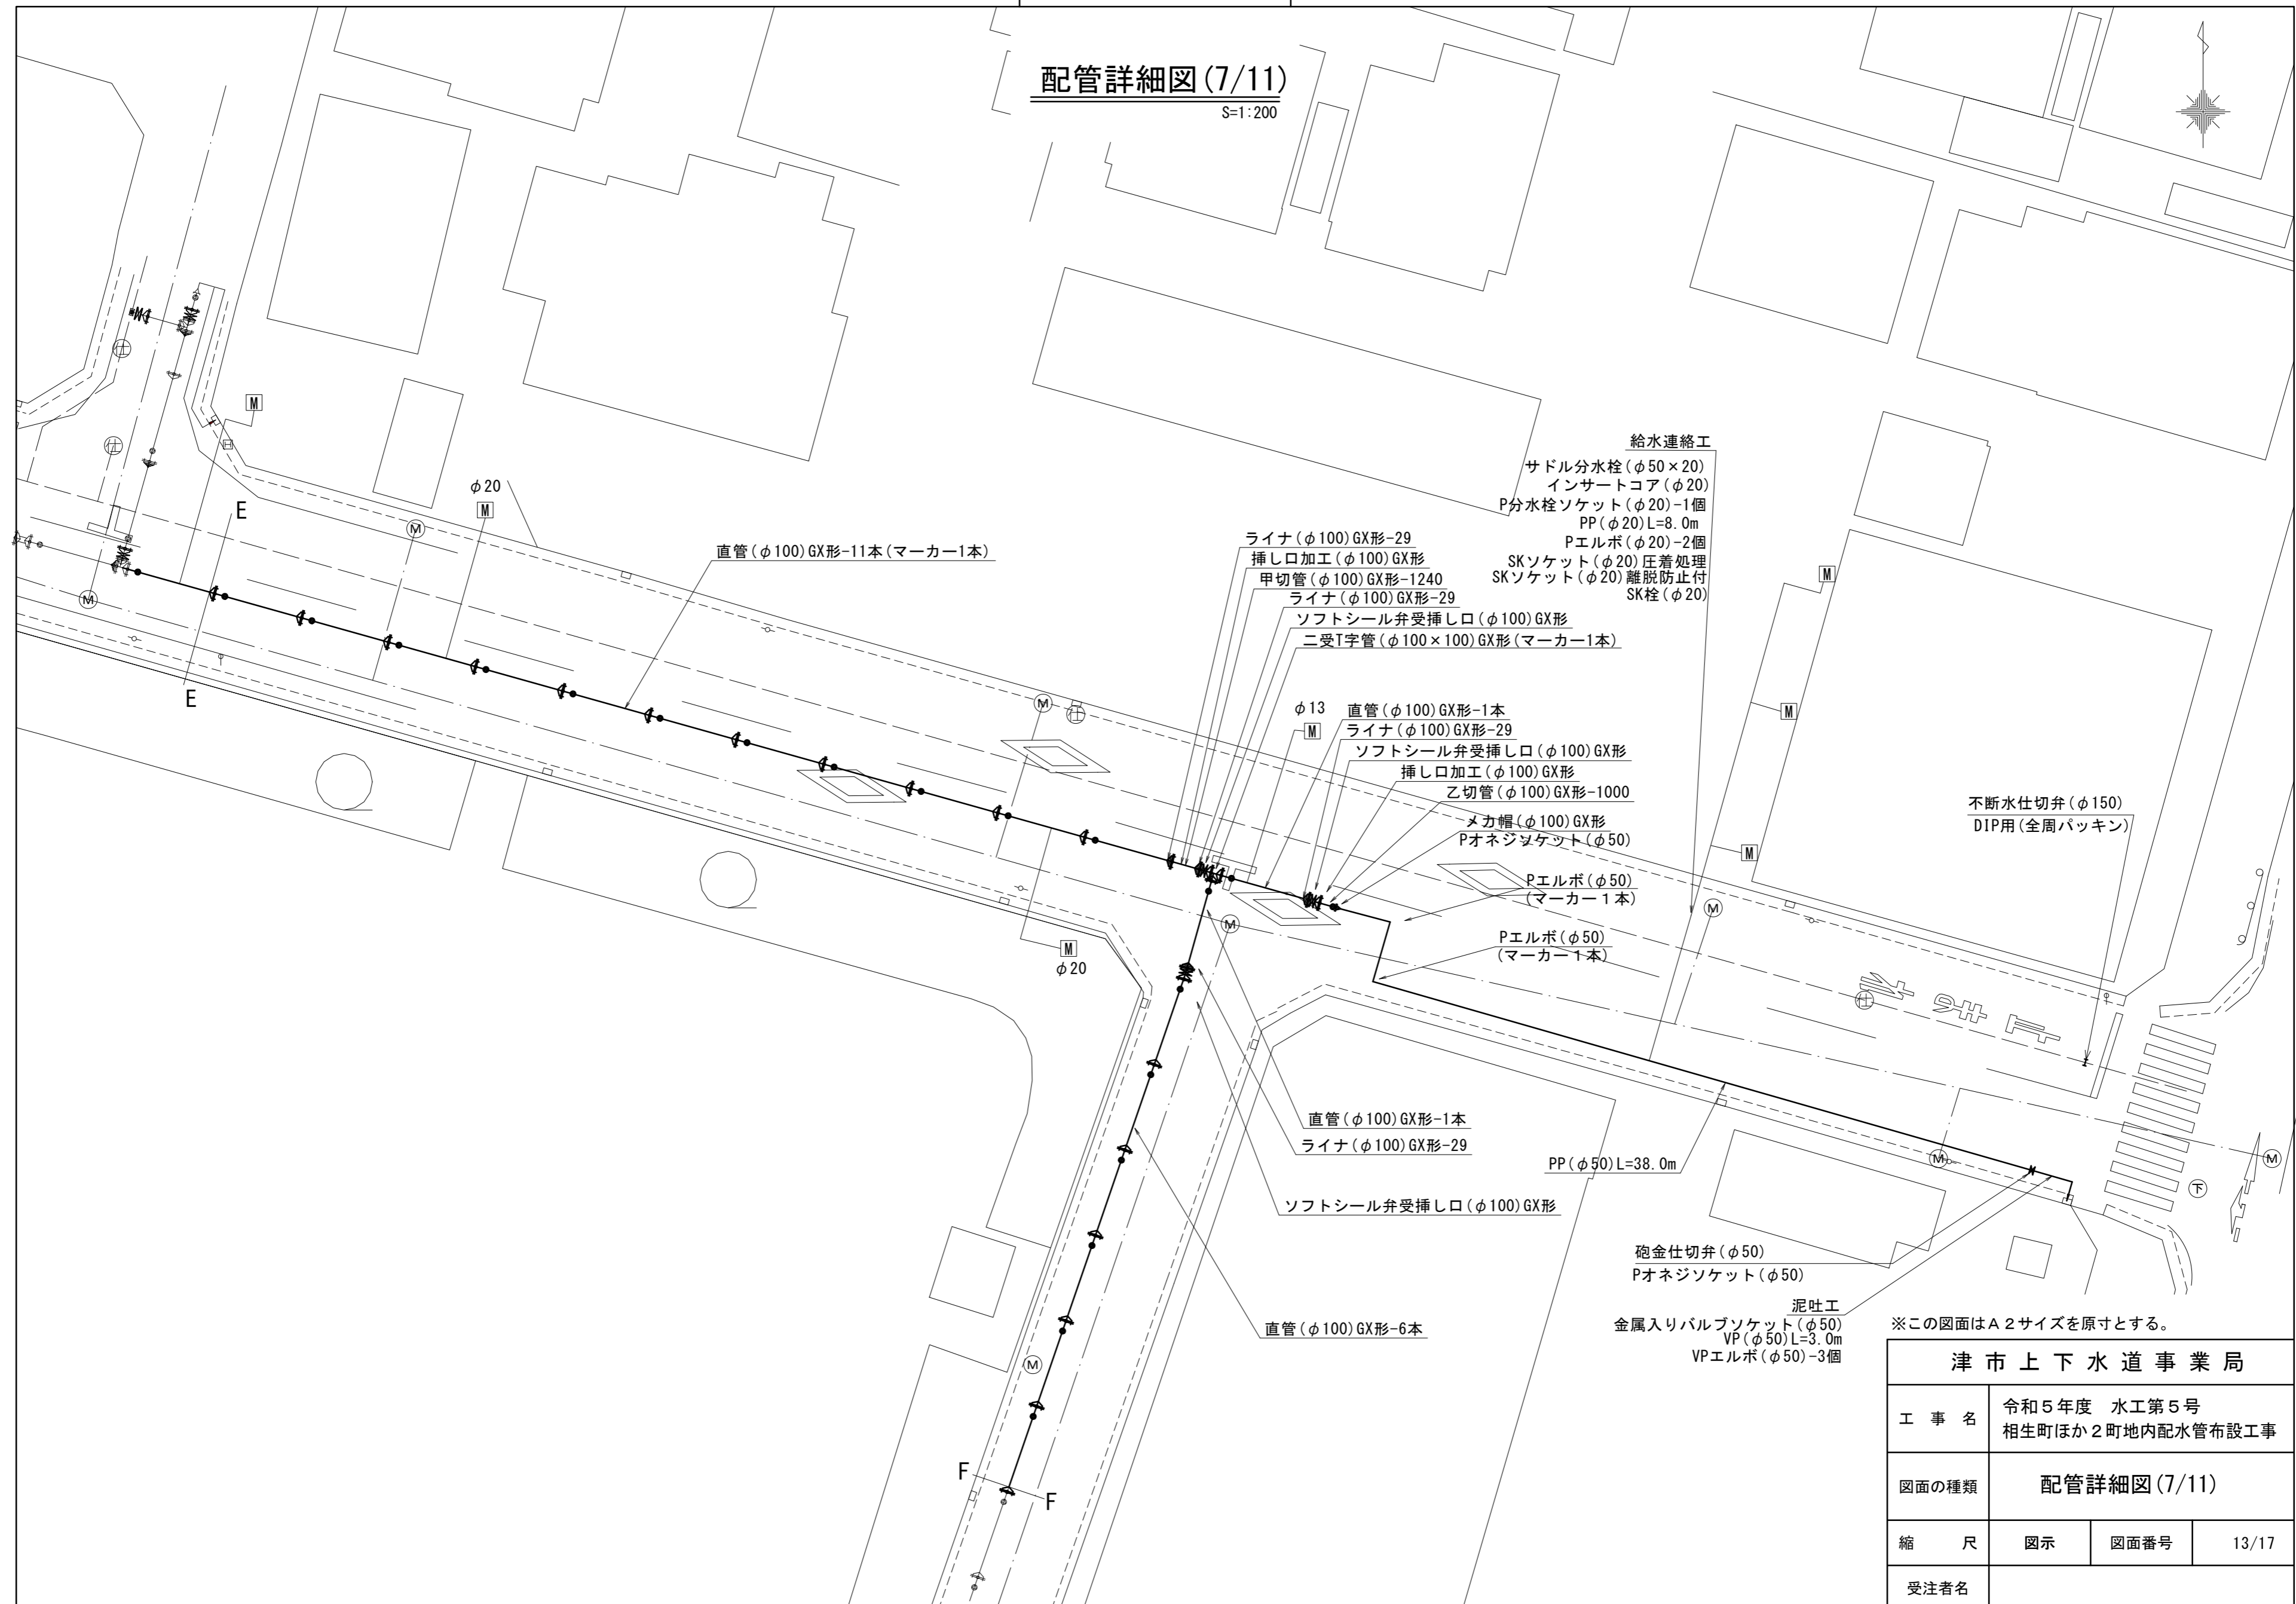 配管詳細図(7/11)
S=1:200
給水連絡工
サドル分水栓(φ50×20)
インサートコア(φ20)
P分水栓ソケット(φ20)-1個
PP(φ20)L=8.0m
Pエルボ(φ20)-2個
SKソケット(φ20)圧着処理
SKソケット(φ20)離脱防止付
SK栓(φ20)
仕
仕
M
E
φ20
M
M
直管(φ100)GX形-11本(マーカー1本)
ライナ(φ100)GX形-29
挿し口加工(φ100)GX形
甲切管(φ100)GX形-1240
ライナ(φ100)GX形-29
ソフトシール弁受挿し口(φ100)GX形
二受T字管(φ100×100)GX形(マーカー1本)
M
M
E
M
仕
φ13
M
直管(φ100)GX形-1本
ライナ(φ100)GX形-29
ソフトシール弁受挿し口(φ100)GX形
挿し口加工(φ100)GX形
乙切管(φ100)GX形-1000
メカ帽(φ100)GX形
Pオネジソケット(φ50)
M
M
不断水仕切弁(φ150)
DIP用(全周パッキン)
Pエルボ(φ50)
(マーカー１本)
M
M
Pエルボ(φ50)
(マーカー１本)
M
φ20
仕
直管(φ100)GX形-1本
ライナ(φ100)GX形-29
PP(φ50)L=38.0m
M
M
下
ソフトシール弁受挿し口(φ100)GX形
砲金仕切弁(φ50)
Pオネジソケット(φ50)
泥吐工
金属入りバルブソケット(φ50)
VP(φ50)L=3.0m
VPエルボ(φ50)-3個
直管(φ100)GX形-6本
M
F
F
※この図面はＡ２サイズを原寸とする。
津市上下水道事業局
工事名
令和５年度　水工第５号
相生町ほか２町地内配水管布設工事
図面の種類
配管詳細図(7/11)
縮尺
図示
図面番号
13/17
受注者名